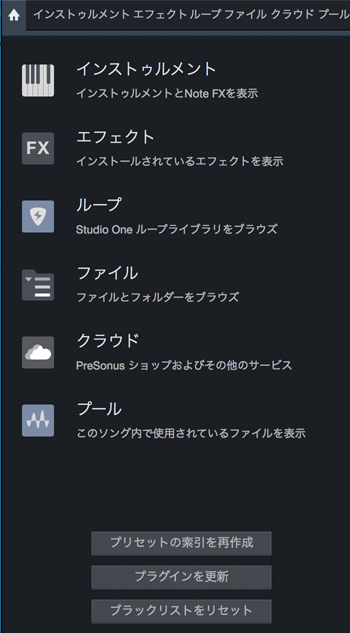 インストゥルメント エフェクト ループ ファイル クラウド プール
インストゥルメント
インストゥルメントとNote FXを表示
FX
エフェクト
インストールされているエフェクトを表示
ループ
Studio One ループライブラリをブラウズ
ファイル
ファイルとフォルダーをブラウズ
クラウド
PreSonus ショップおよびその他のサービス
プール
このソング内で使用されているファイルを表示
プリセットの索引を再作成
プラグインを更新
ブラックリストをリセット